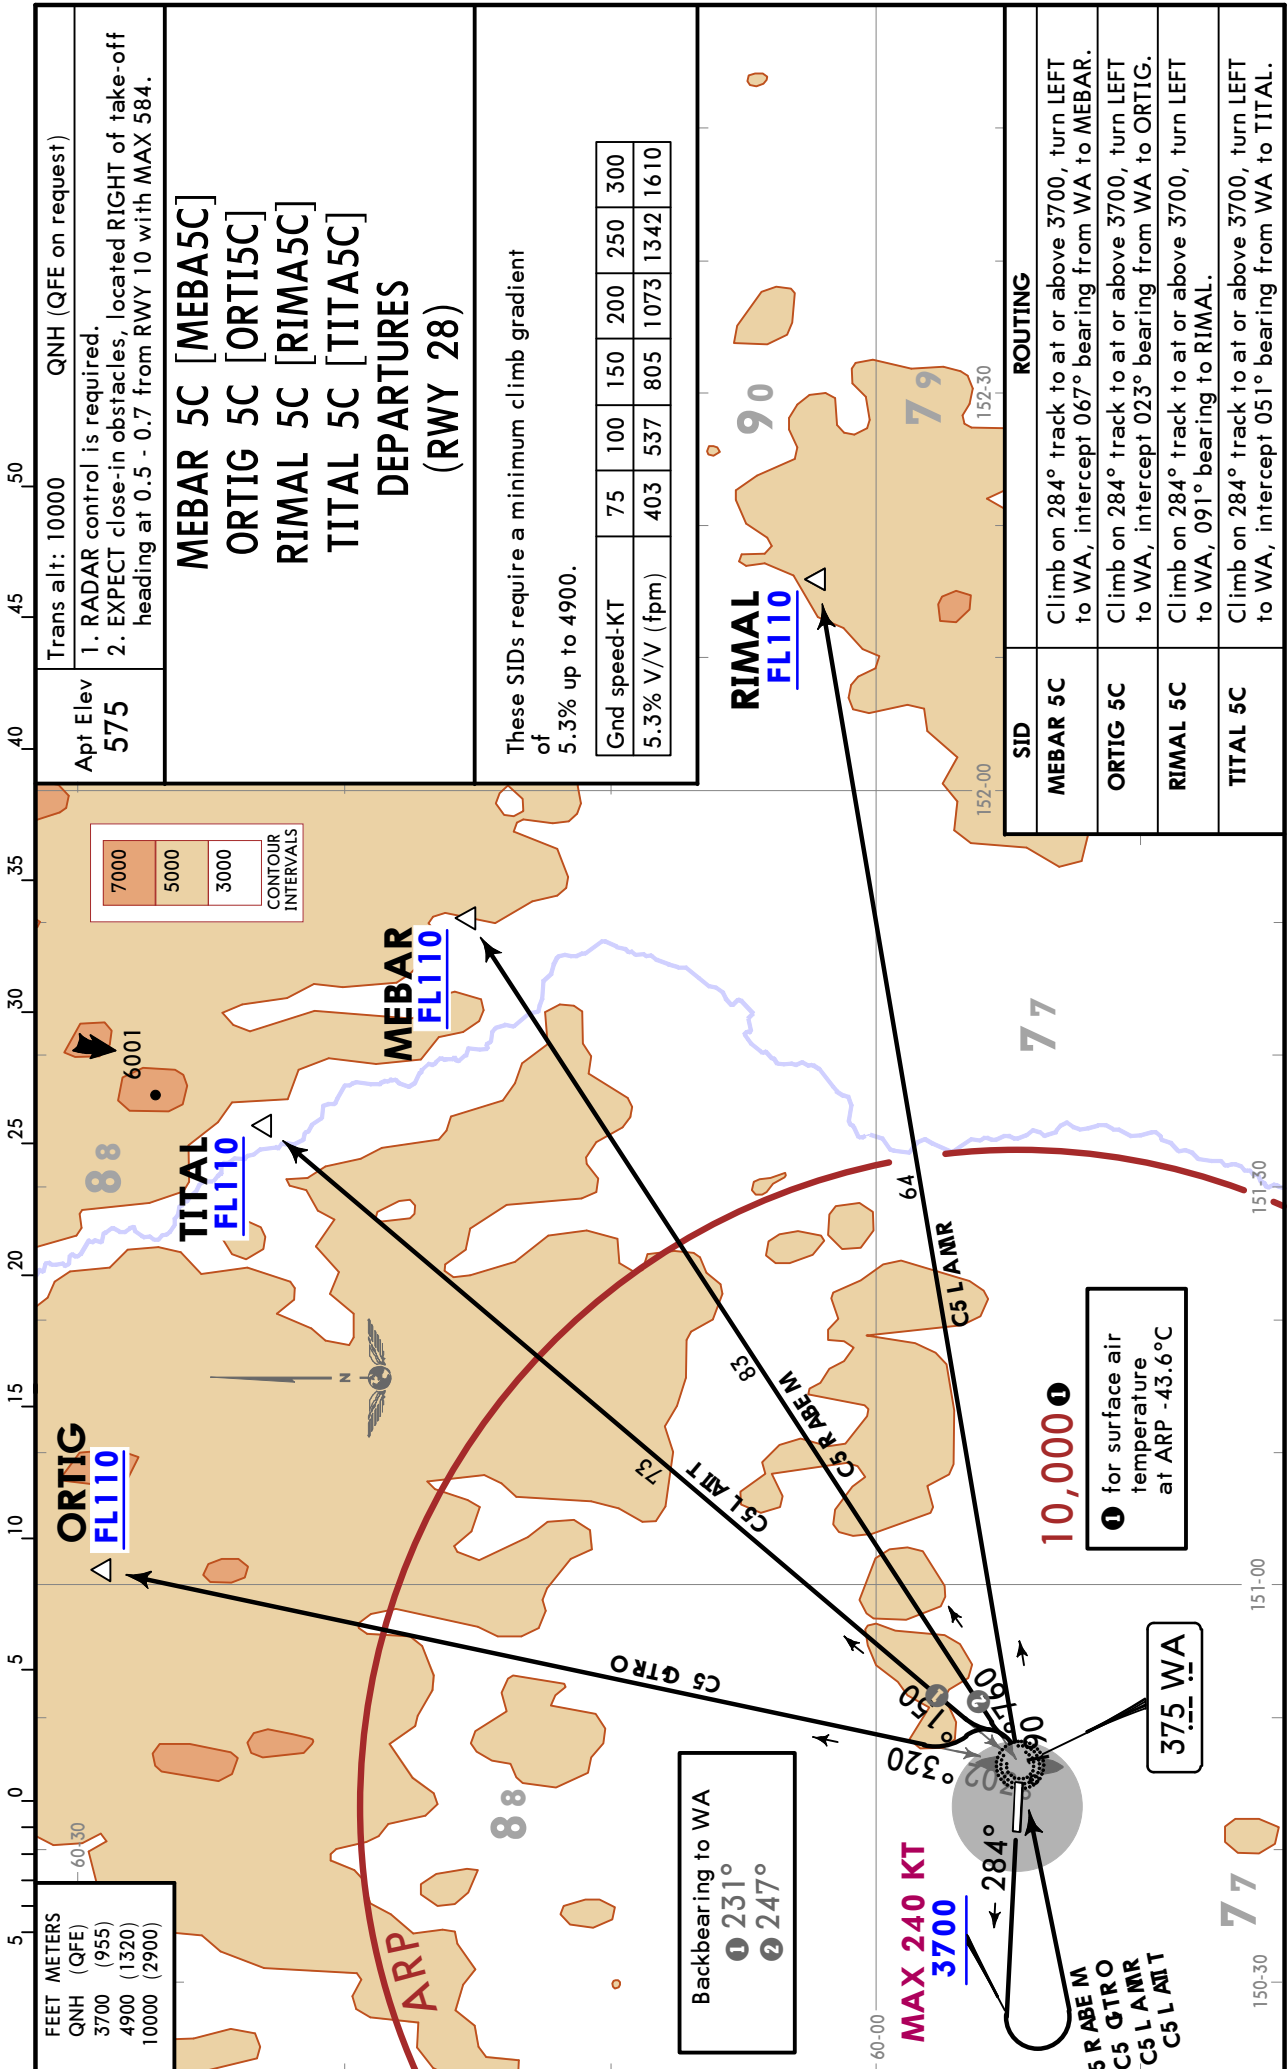 Apt Elev
575
Trans alt: 10000 QNH (QFE on request)
1. RADAR control is required.
2. EXPECT close-in obstacles, located RIGHT of take-off
heading at 0.5 - 0.7 from RWY 10 with MAX 584.
MEBAR 5C [MEBA5C]
ORTIG 5C [ORTI5C]
RIMAL 5C [RIMA5C]
TITAL 5C [TITA5C]
DEPARTURES
(RWY 28)
These SIDs require a minimum climb gradient
of
5.3% up to 4900.
Gnd speed-KT 75 100 150 200 250 300
5.3% V/V (fpm) 403 537 805 1073 1342 1610
5 0 5 10 15 20 25 30 35 40 45 50
FEET METERS
QNH (QFE)
3700 (955)
4900 (1320)
10000 (2900)
60-30
7000
5000
3000
CONTOUR
INTERVALS
ORTIG
FL110
TITAL
FL110
MEBAR
FL110
RIMAL
FL110
6001
88
88
90
79
77
77
N
ARP
73
83
64
Backbearing to WA
1 231°
2 247°
MAX 240 KT
3700
284°
375 WA
10,000 1
1 for surface air
temperature
at ARP -43.6°C
60-00
150-30
151-00
151-30
152-00
152-30
SID ROUTING
MEBAR 5C Climb on 284° track to at or above 3700, turn LEFT
to WA, intercept 067° bearing from WA to MEBAR.
ORTIG 5C Climb on 284° track to at or above 3700, turn LEFT
to WA, intercept 023° bearing from WA to ORTIG.
RIMAL 5C Climb on 284° track to at or above 3700, turn LEFT
to WA, 091° bearing to RIMAL.
TITAL 5C Climb on 284° track to at or above 3700, turn LEFT
to WA, intercept 051° bearing from WA to TITAL.